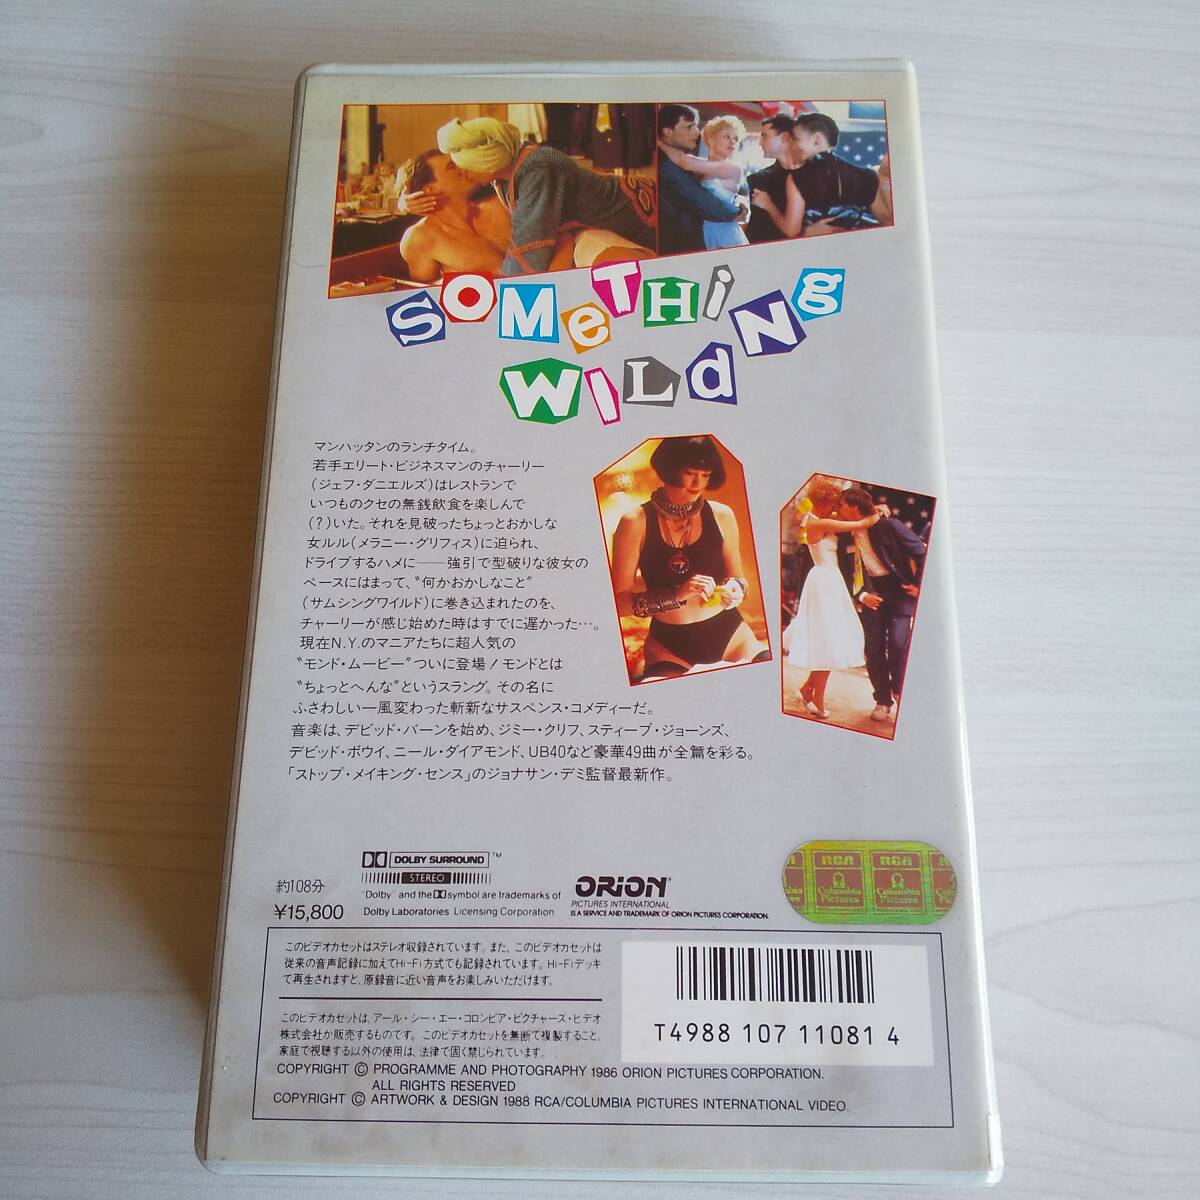 SOMETHING
WILD
マンハッタンのランチタイム。
若手エリート・ビジネスマンのチャーリー
(ジェフ・ダニエルズ)はレストランで
いつものクセの無銭飲食を楽しんで
(?)いた。それを見破ったちょっとおかしな
女ルル(メラニー・グリフィス)に迫られ、
ドライブするハメに――強引で型破りな彼女の
ペースにはまって、“何かおかしなこと”
(サムシングワイルド)に巻き込まれたのを、
チャーリーが感じ始めた時はすでに遅かった…。
現在N.Y.のマニアたちに超人気の
“モンド・ムービー”ついに登場!モンドとは
“ちょっとへんな”というスラング。その名に
ふさわしい一風変わった斬新なサスペンス・コメディーだ。
音楽は、デビッド・バーンを始め、ジミー・クリフ、スティーブ・ジョーンズ、
デビッド・ボウイ、ニール・ダイアモンド、UB40など豪華49曲が全篇を彩る。
「ストップ・メイキング・センス」のジョナサン・デミ監督最新作。
DOLBY SURROUND TM
STEREO
約108分
¥15,800
"Dolby" and the symbol are trademarks of
Dolby Laboratories Licensing Corporation.
ORION
PICTURES INTERNATIONAL
IS A SERVICE AND TRADEMARK OF ORION PICTURES CORPORATION.
RCA RCA
Columbia Pictures Columbia Pictures
このビデオカセットはステレオ収録されています。また、このビデオカセットは
従来の音声記録に加えてHi-Fi方式でも記録されています。Hi-Fiデッキ
で再生されますと、原録音に近い音声をお楽しみいただけます。
このビデオカセットは、アール・シー・エー・コロンビア・ピクチャーズ・ビデオ
株式会社が販売するものです。このビデオカセットを無断で複製すること、
家庭で視聴する以外の使用は、法律で固く禁じられています。
T4988 107 11081 4
COPYRIGHT © PROGRAMME AND PHOTOGRAPHY 1986 ORION PICTURES CORPORATION.
ALL RIGHTS RESERVED
COPYRIGHT © ARTWORK & DESIGN 1988 RCA/COLUMBIA PICTURES INTERNATIONAL VIDEO.